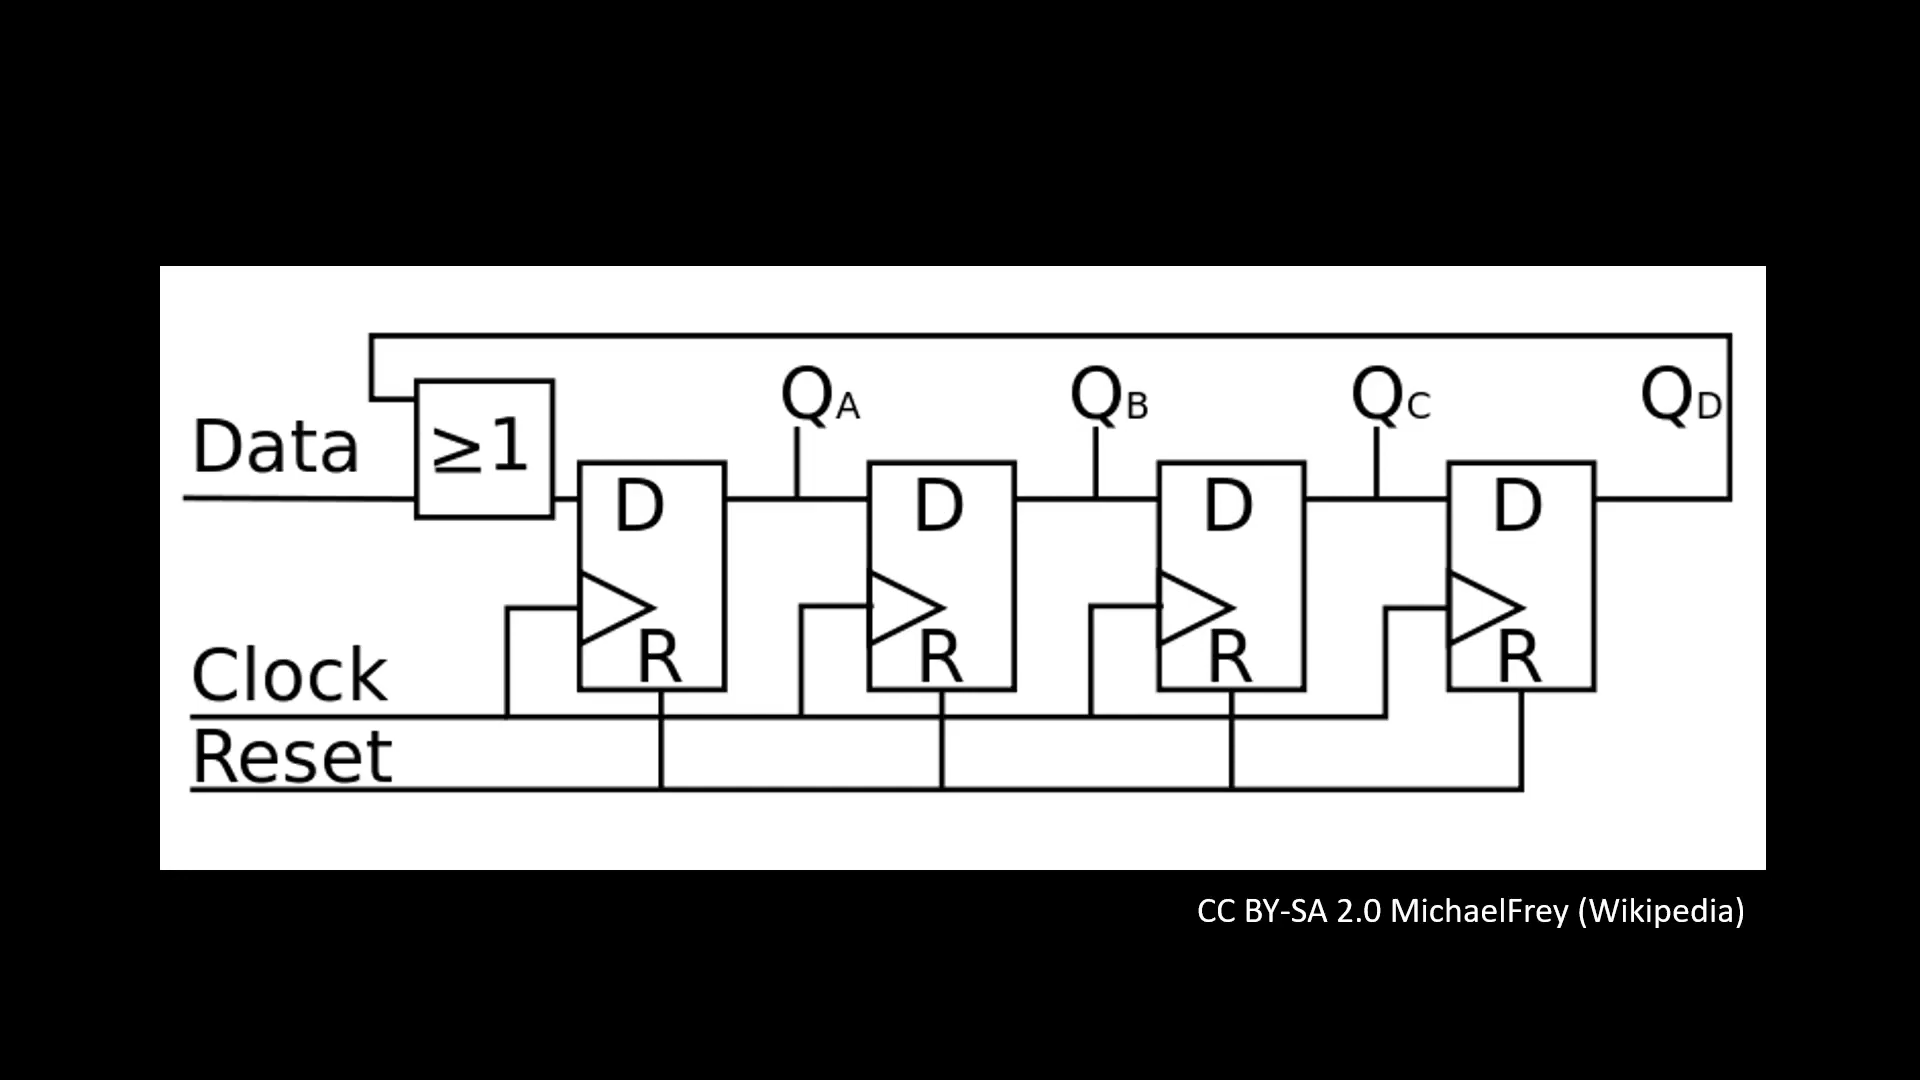 QA QB QC QD
Data ≥1
D D D D
R R R R
Clock
Reset
CC BY-SA 2.0 MichaelFrey (Wikipedia)